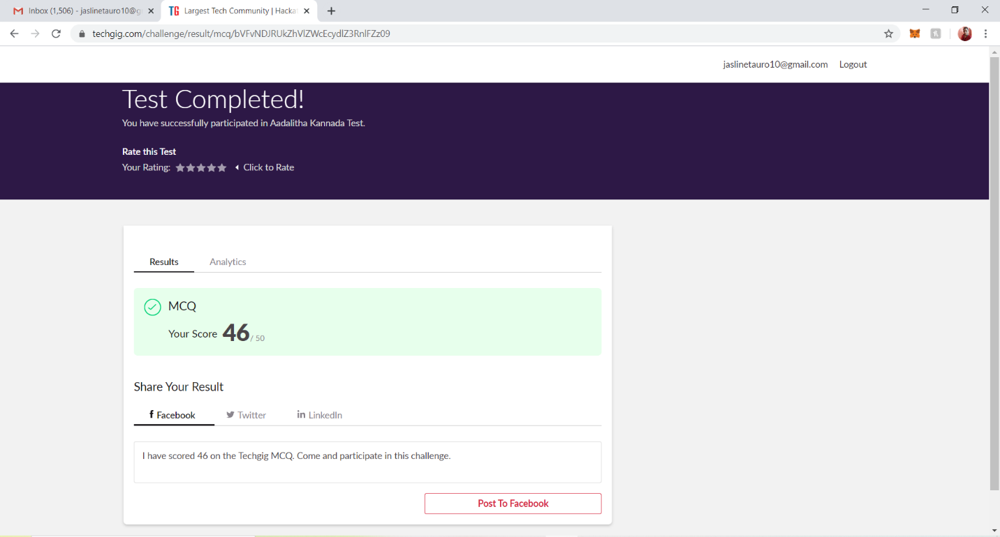 Inbox (1,506) - jaslinetauro10@g
Largest Tech Community | Hacka
techgig.com/challenge/result/mcq/bVFvNDJRUkZhVlZWcEcydlZ3RnlFZz09
jaslinetauro10@gmail.com Logout
Test Completed!
You have successfully participated in Aadalitha Kannada Test.
Rate this Test
Your Rating: Click to Rate
Results Analytics
MCQ
Your Score 46 / 50
Share Your Result
Facebook Twitter LinkedIn
I have scored 46 on the Techgig MCQ. Come and participate in this challenge.
Post To Facebook